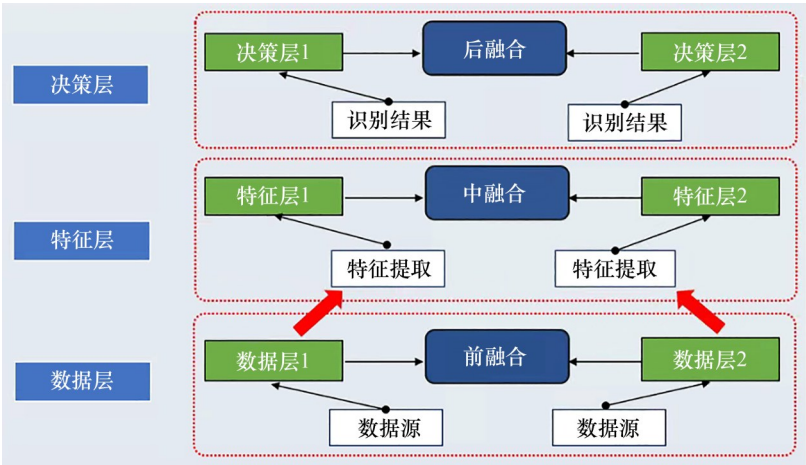 决策层
决策层1
后融合
决策层2
识别结果
识别结果
特征层
特征层1
中融合
特征层2
特征提取
特征提取
数据层
数据层1
前融合
数据层2
数据源
数据源